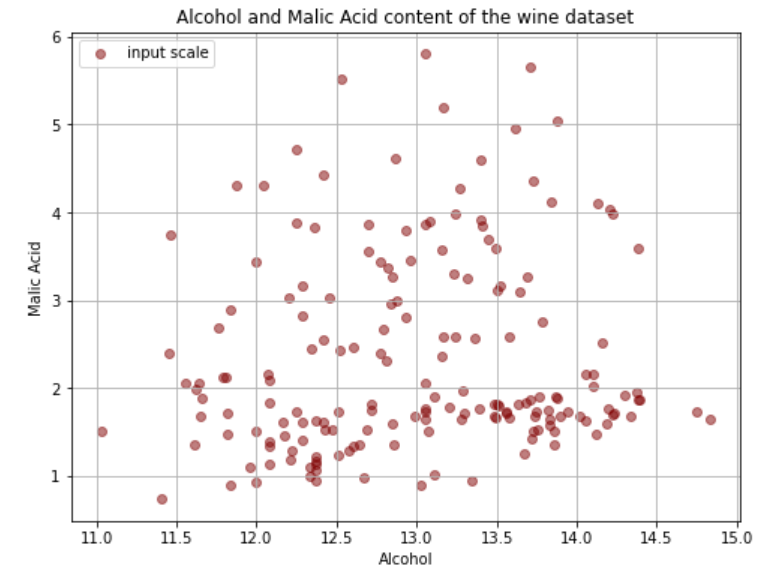 Alcohol and Malic Acid content of the wine dataset
input scale
6
5
4
3
2
1
Malic Acid
11.0 11.5 12.0 12.5 13.0 13.5 14.0 14.5 15.0
Alcohol